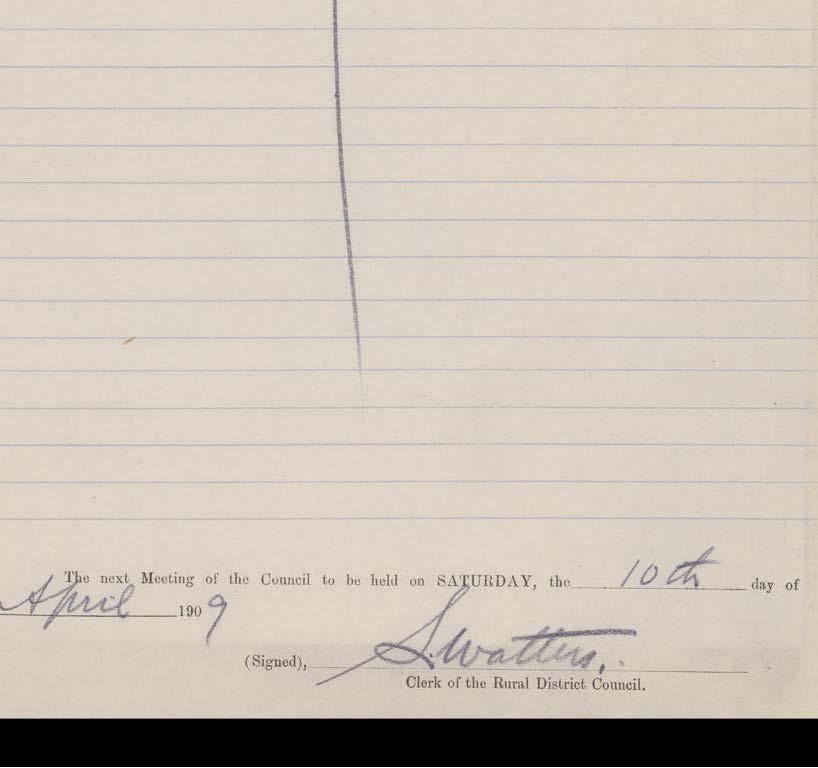 The next Meeting of the Council to be held on SATURDAY, the 10th day of
April 1909
(Signed), S. Watters,
Clerk of the Rural District Council.